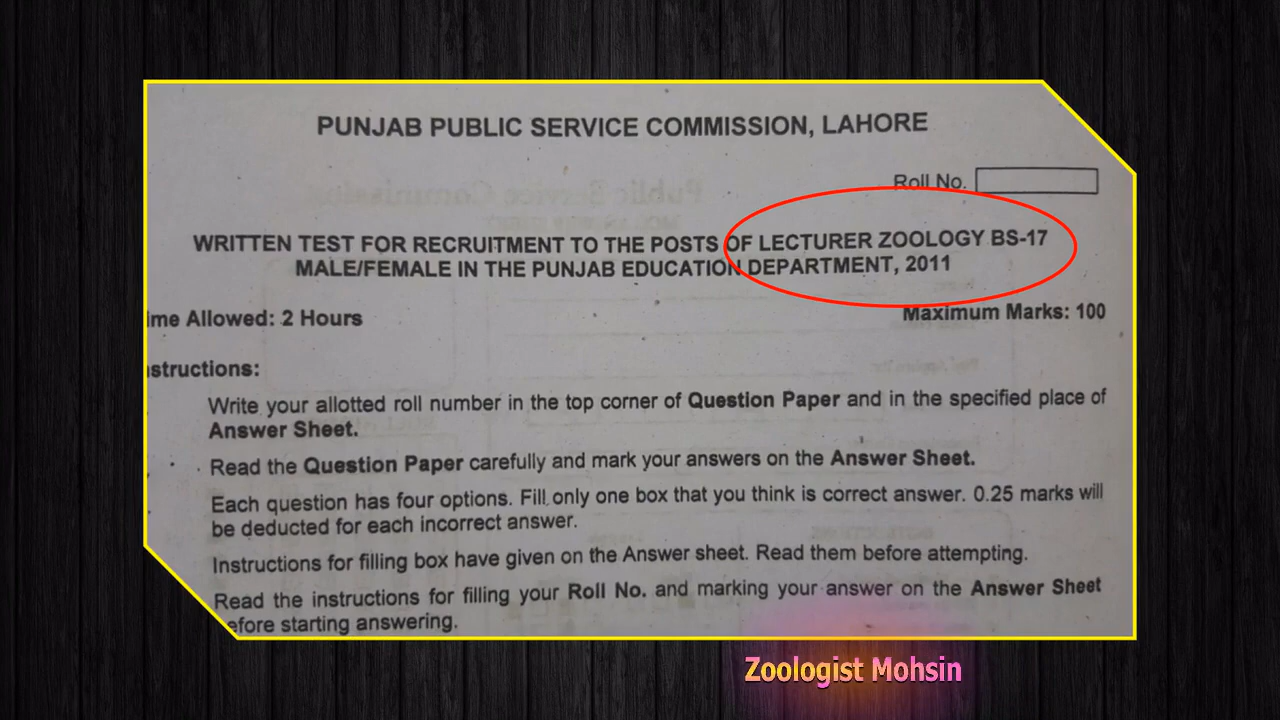 PUNJAB PUBLIC SERVICE COMMISSION, LAHORE
Roll No.
WRITTEN TEST FOR RECRUITMENT TO THE POSTS OF LECTURER ZOOLOGY BS-17
MALE/FEMALE IN THE PUNJAB EDUCATION DEPARTMENT, 2011
ime Allowed: 2 Hours
Maximum Marks: 100
structions:
Write your allotted roll number in the top corner of Question Paper and in the specified place of
Answer Sheet.
Read the Question Paper carefully and mark your answers on the Answer Sheet.
Each question has four options. Fill only one box that you think is correct answer. 0.25 marks will
be deducted for each incorrect answer.
Instructions for filling box have given on the Answer sheet. Read them before attempting.
Read the instructions for filling your Roll No. and marking your answer on the Answer Sheet
efore starting answering.
Zoologist Mohsin